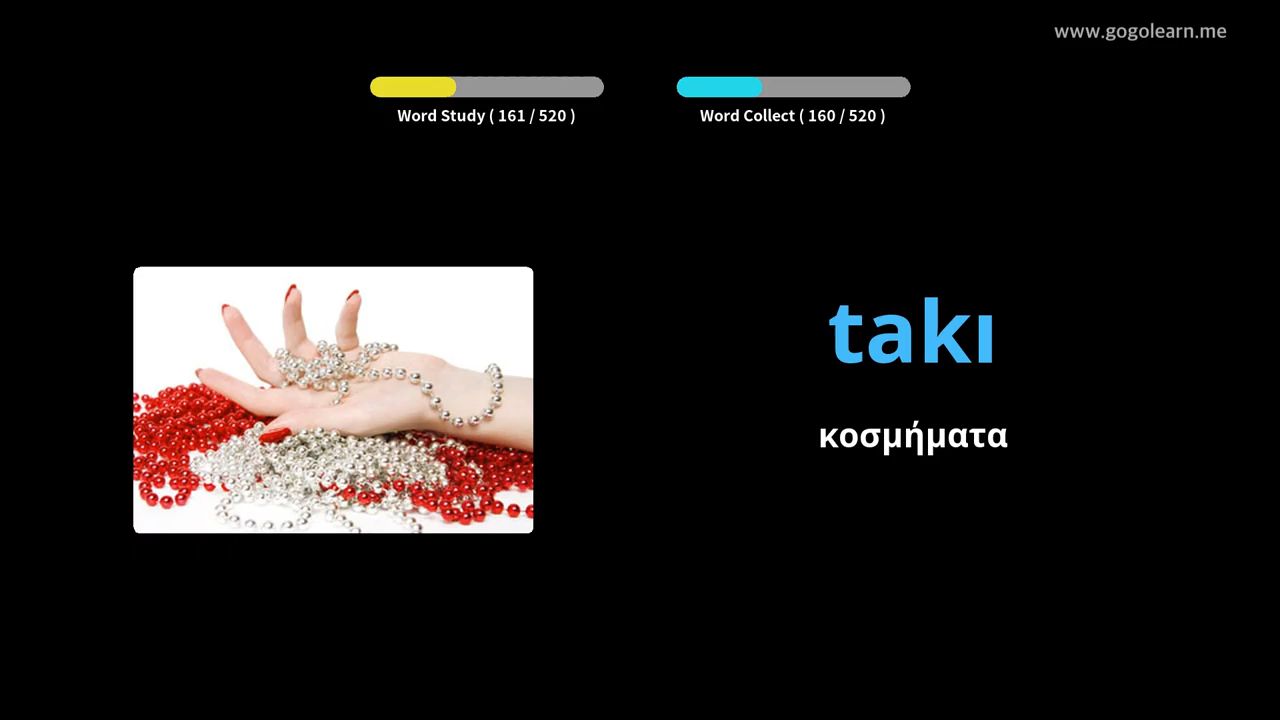 www.gogolearn.me
Word Study ( 161 / 520 )
Word Collect ( 160 / 520 )
takı
κοσμήματα